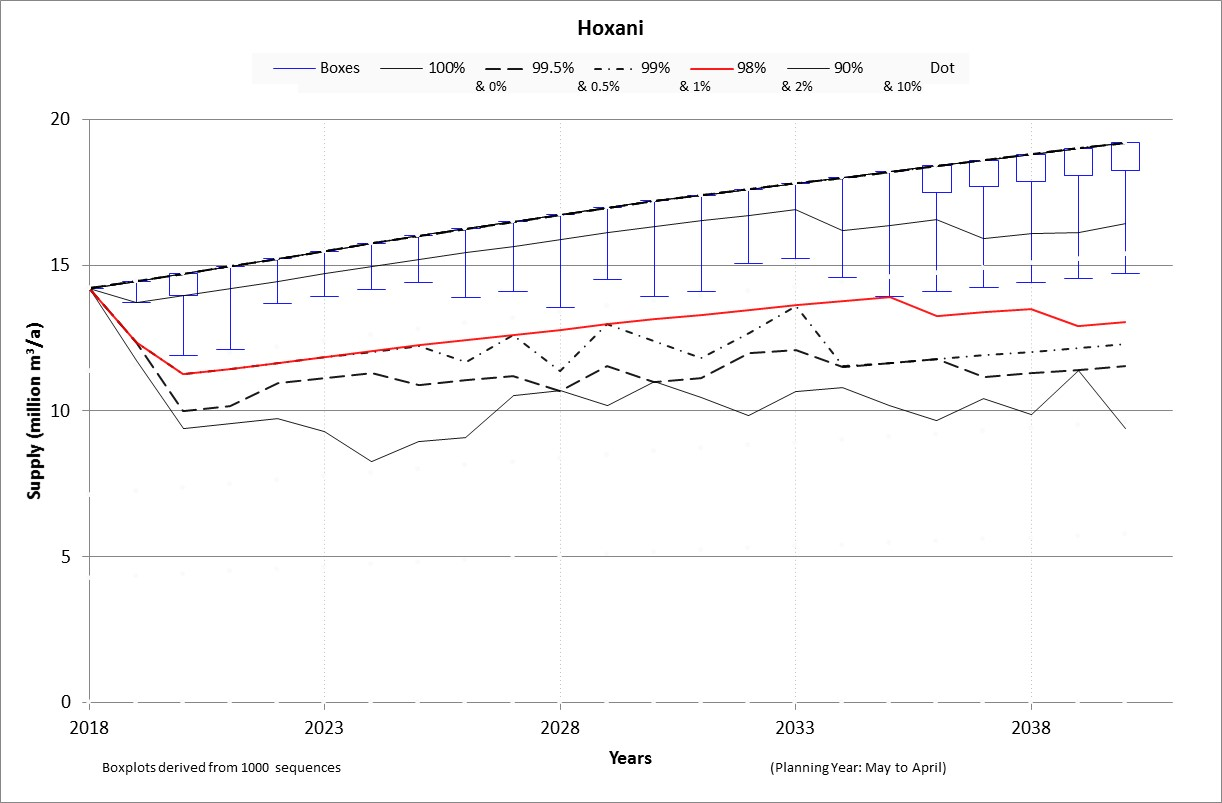 Hoxani
Boxes 100% 99.5% 99% 98% 90% Dot
& 0% & 0.5% & 1% & 2% & 10%
20
15
10
5
0
Supply (million m³/a)
2018 2023 2028 2033 2038
Years
Boxplots derived from 1000 sequences
(Planning Year: May to April)